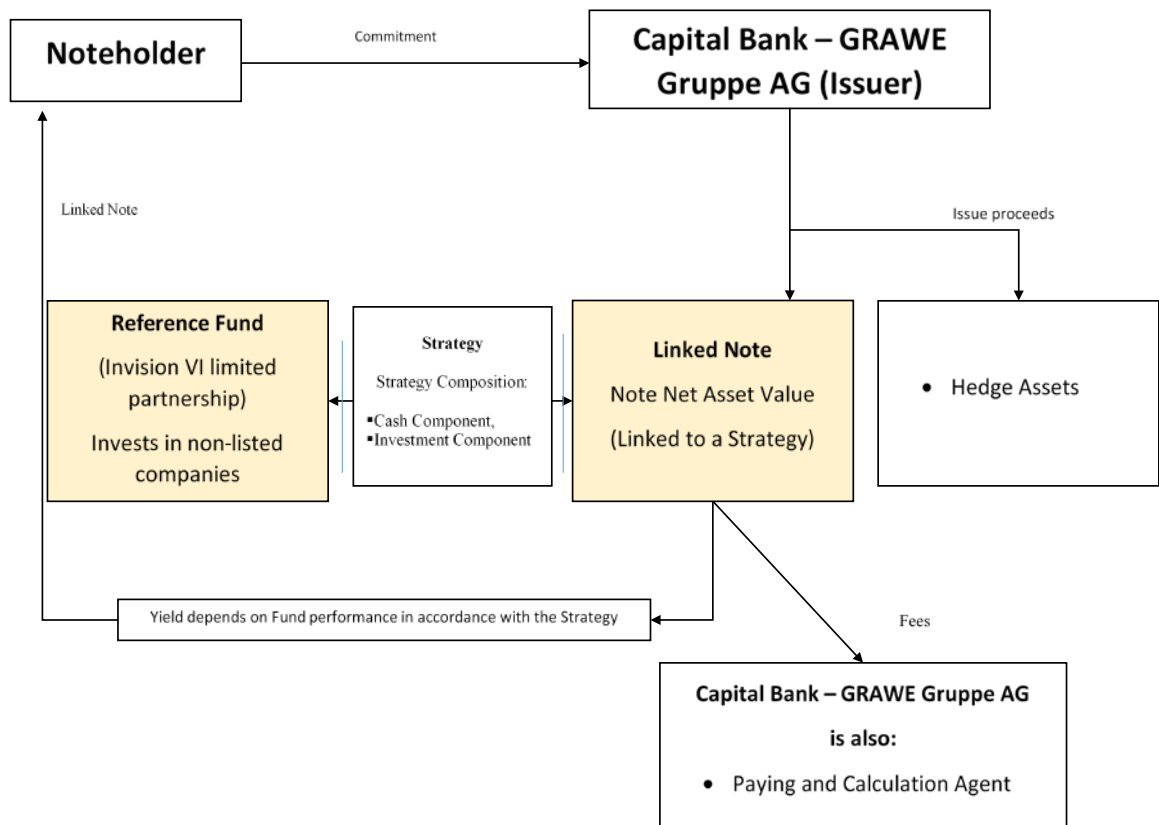 Noteholder
Commitment
Capital Bank – GRAWE
Gruppe AG (Issuer)
Linked Note
Issue proceeds
Reference Fund
(Invision VI limited
partnership)
Invests in non-listed
companies
Strategy
Strategy Composition:
▪Cash Component,
▪Investment Component
Linked Note
Note Net Asset Value
(Linked to a Strategy)
• Hedge Assets
Yield depends on Fund performance in accordance with the Strategy
Fees
Capital Bank – GRAWE Gruppe AG
is also:
• Paying and Calculation Agent